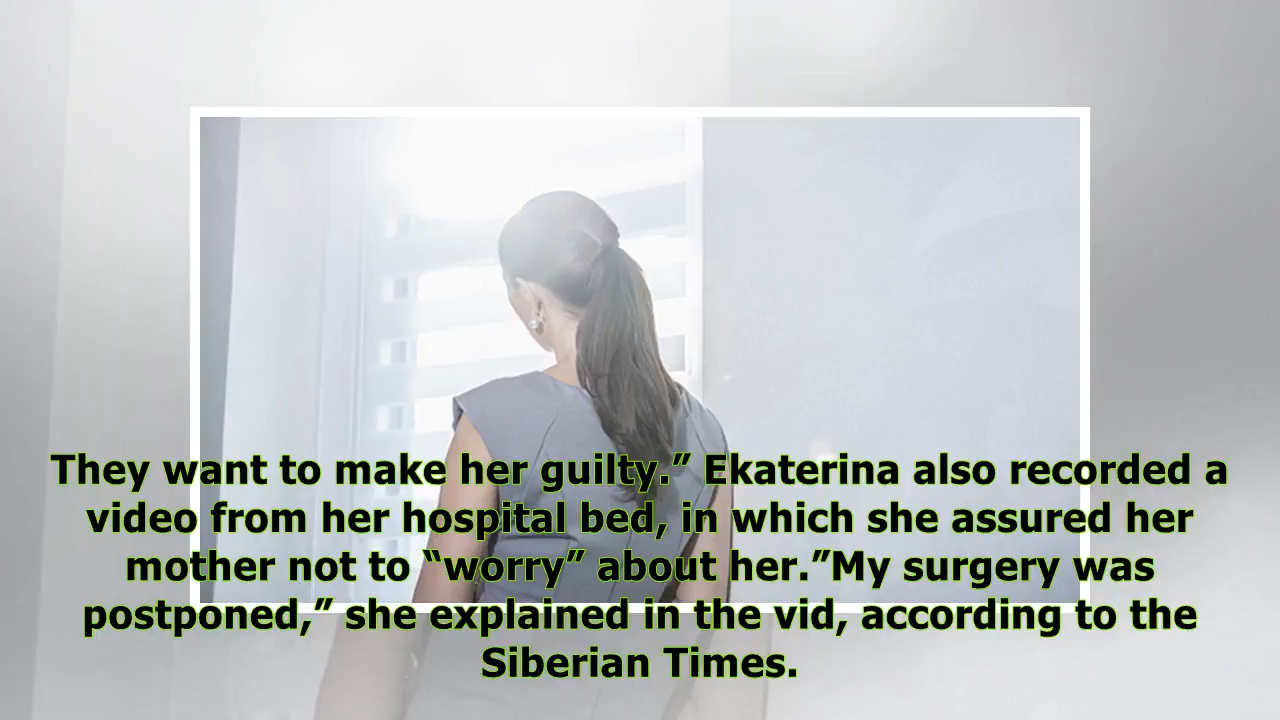 They want to make her guilty.” Ekaterina also recorded a
video from her hospital bed, in which she assured her
mother not to “worry” about her.”My surgery was
postponed,” she explained in the vid, according to the
Siberian Times.